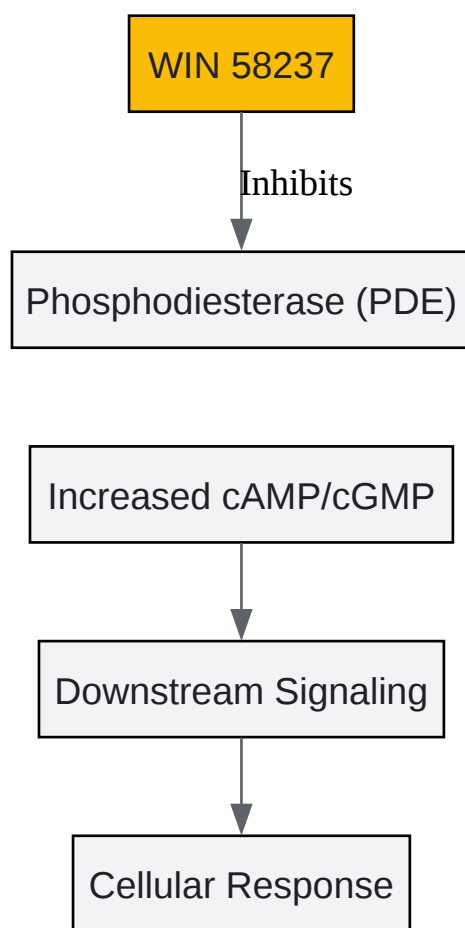 WIN 58237
Inhibits
Phosphodiesterase (PDE)
Increased cAMP/cGMP
Downstream Signaling
Cellular Response